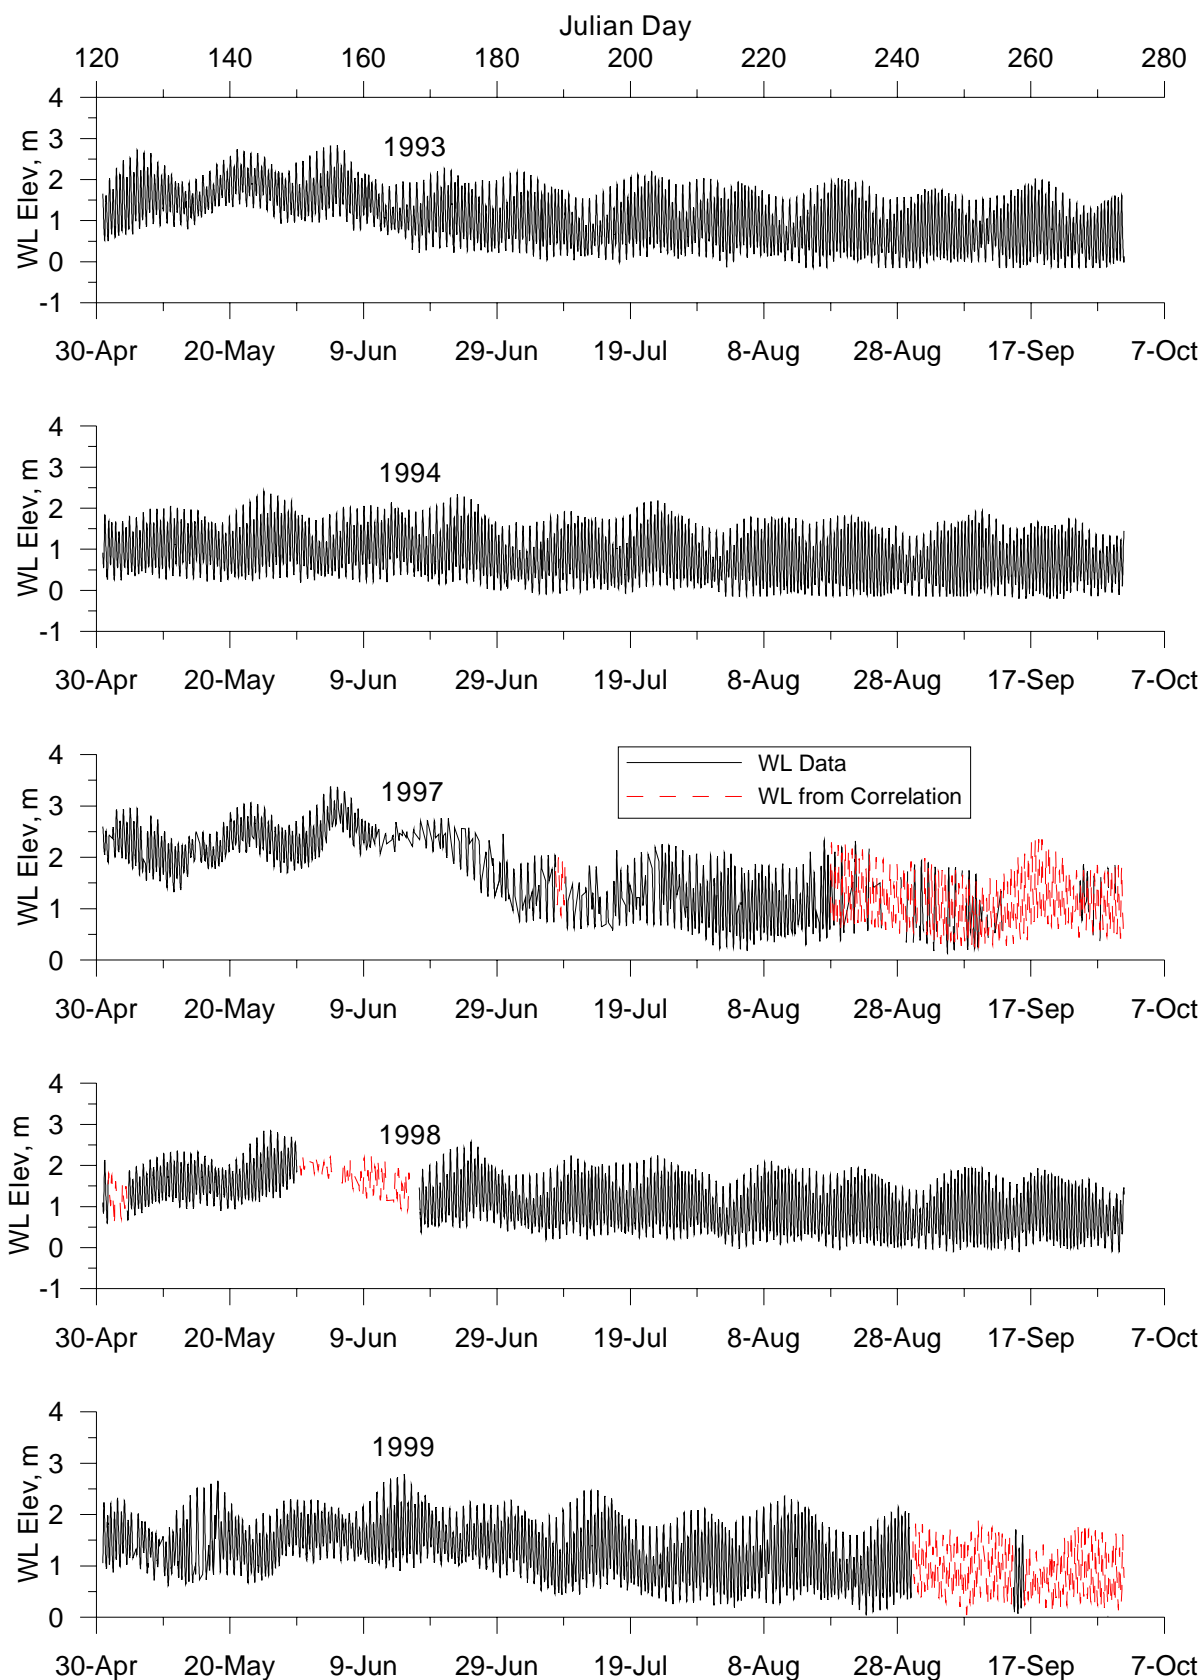 Julian Day
120 140 160 180 200 220 240 260 280
1993
WL Elev, m
4
3
2
1
0
-1
30-Apr 20-May 9-Jun 29-Jun 19-Jul 8-Aug 28-Aug 17-Sep 7-Oct
1994
WL Elev, m
4
3
2
1
0
-1
30-Apr 20-May 9-Jun 29-Jun 19-Jul 8-Aug 28-Aug 17-Sep 7-Oct
1997
WL Data
WL from Correlation
WL Elev, m
4
3
2
1
0
30-Apr 20-May 9-Jun 29-Jun 19-Jul 8-Aug 28-Aug 17-Sep 7-Oct
1998
WL Elev, m
4
3
2
1
0
-1
30-Apr 20-May 9-Jun 29-Jun 19-Jul 8-Aug 28-Aug 17-Sep 7-Oct
1999
WL Elev, m
4
3
2
1
0
30-Apr 20-May 9-Jun 29-Jun 19-Jul 8-Aug 28-Aug 17-Sep 7-Oct